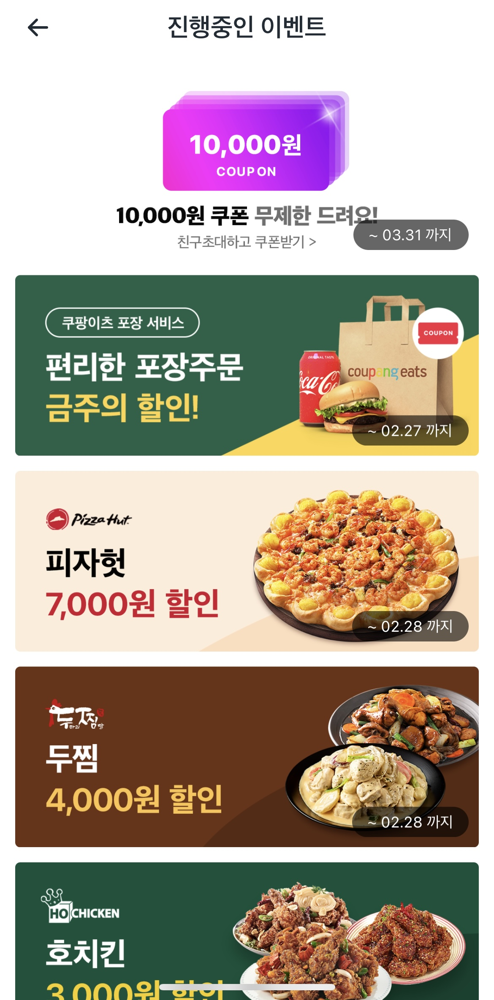 진행중인 이벤트
10,000원
COUPON
10,000원 쿠폰 무제한 드려요!
친구초대하고 쿠폰받기 >
~ 03.31 까지
쿠팡이츠 포장 서비스
편리한 포장주문
금주의 할인!
ORIGINAL TASTE
Coca-Co
coupang eats
COUPON
~ 02.27 까지
Pizza Hut
피자헛
7,000원 할인
~ 02.28 까지
두찜
마리 닭
두찜
4,000원 할인
~ 02.28 까지
HO CHICKEN
호치킨
3,000원 할인